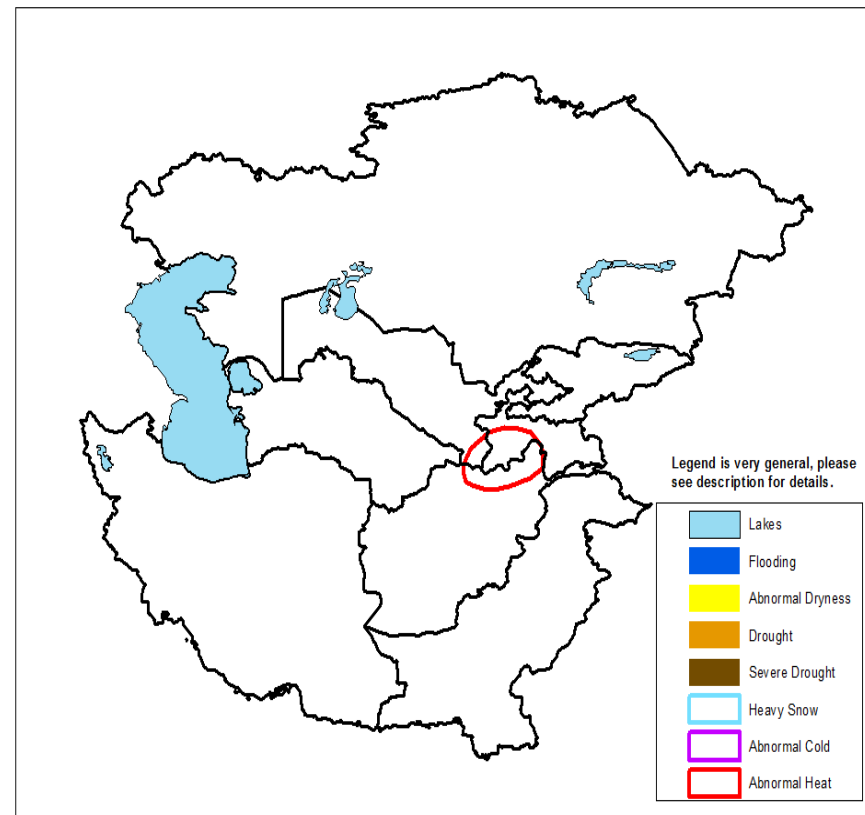 Legend is very general, please
see description for details.
Lakes
Flooding
Abnormal Dryness
Drought
Severe Drought
Heavy Snow
Abnormal Cold
Abnormal Heat